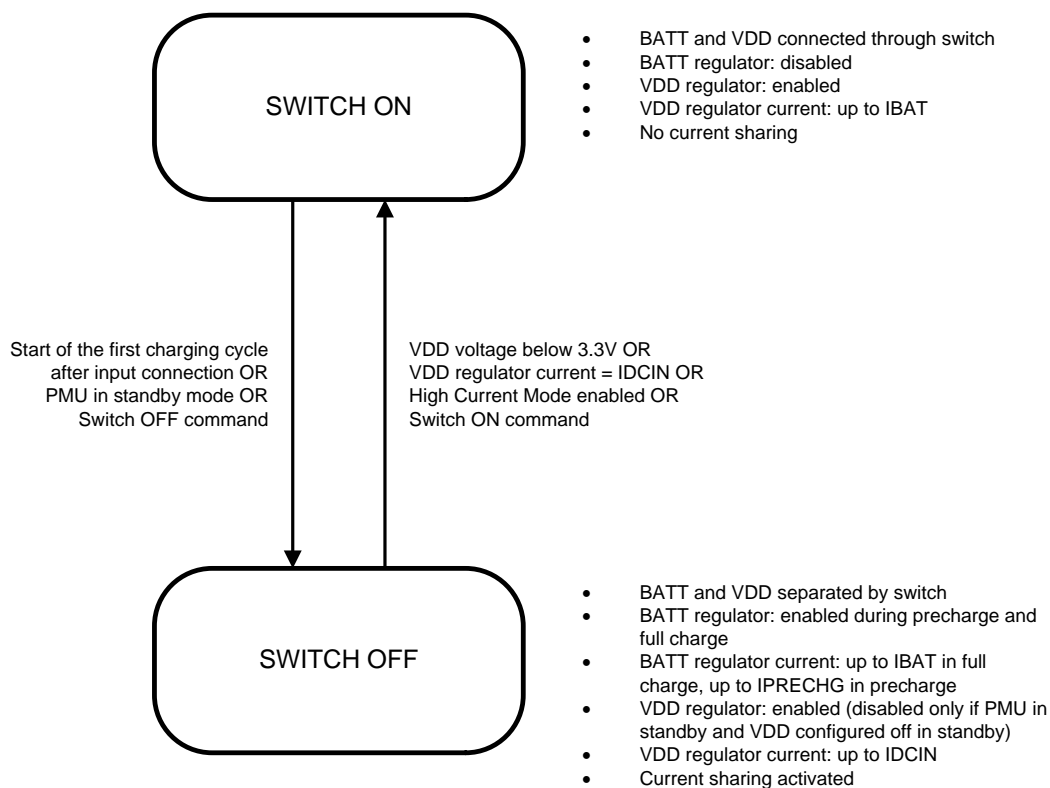 SWITCH ON
• BATT and VDD connected through switch
• BATT regulator: disabled
• VDD regulator: enabled
• VDD regulator current: up to IBAT
• No current sharing
Start of the first charging cycle
after input connection OR
PMU in standby mode OR
Switch OFF command
VDD voltage below 3.3V OR
VDD regulator current = IDCIN OR
High Current Mode enabled OR
Switch ON command
SWITCH OFF
• BATT and VDD separated by switch
• BATT regulator: enabled during precharge and
full charge
• BATT regulator current: up to IBAT in full
charge, up to IPRECHG in precharge
• VDD regulator: enabled (disabled only if PMU in
standby and VDD configured off in standby)
• VDD regulator current: up to IDCIN
• Current sharing activated